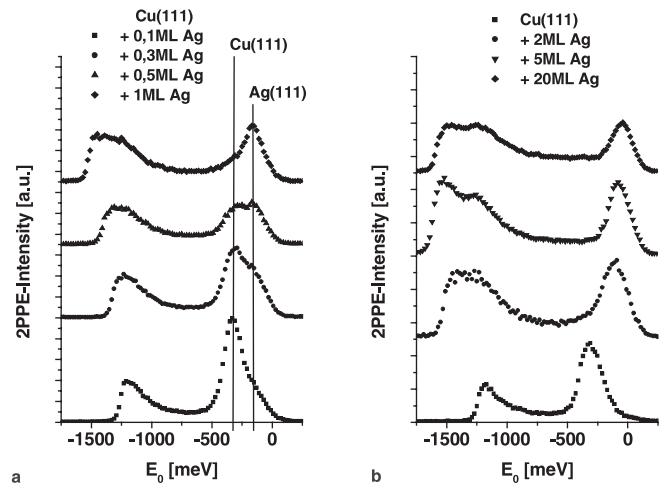 Cu(111)
+ 0,1ML Ag
+ 0,3ML Ag
+ 0,5ML Ag
+ 1ML Ag
Cu(111)
Ag(111)
2PPE-Intensity [a.u.]
-1500 -1000 -500 0
E0 [meV]
a
Cu(111)
+ 2ML Ag
+ 5ML Ag
+ 20ML Ag
2PPE-Intensity [a.u.]
-1500 -1000 -500 0
E0 [meV]
b